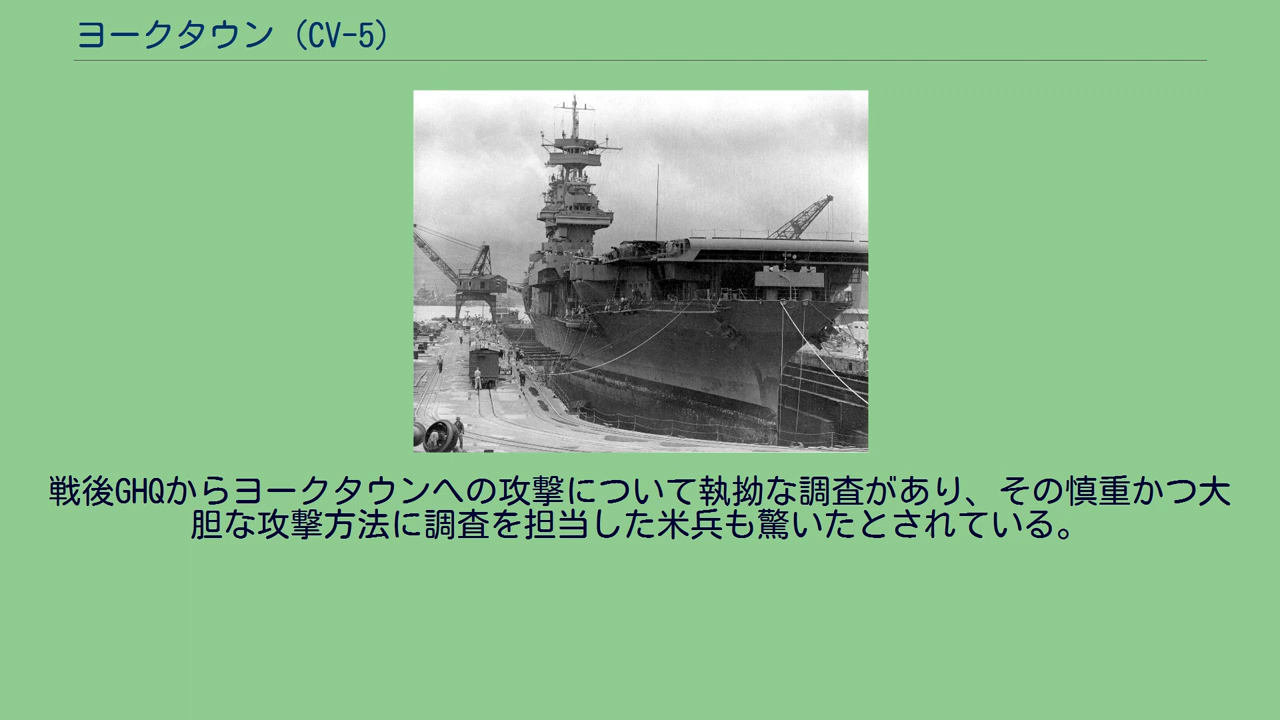 ヨークタウン（CV-5）
戦後GHQからヨークタウンへの攻撃について執拗な調査があり、その慎重かつ大
胆な攻撃方法に調査を担当した米兵も驚いたとされている。